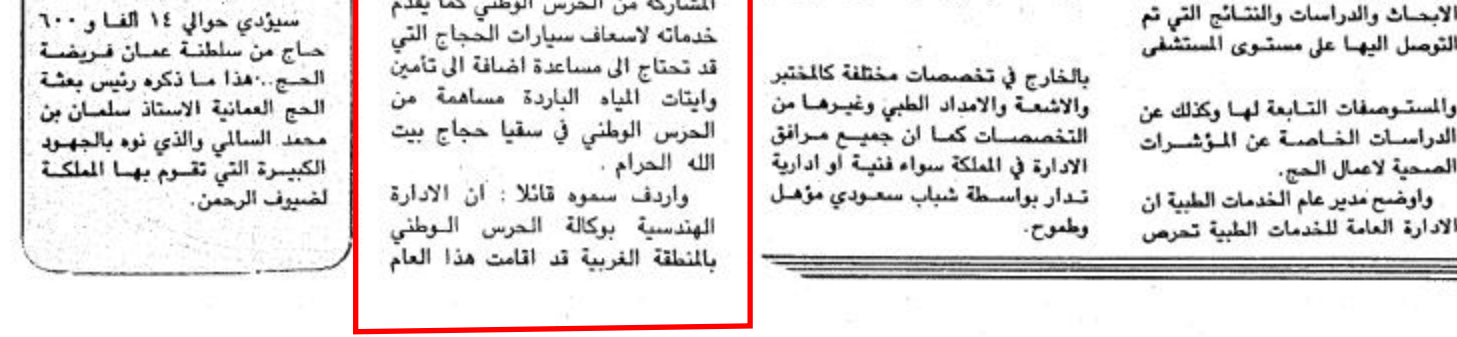 الابحاث والدراسات والنتائج التي تم
التوصل اليها على مستوى المستشفى
والمستوصفات التابعة لها وكذلك عن
الدراسات الخاصة عن المؤشرات
الصحية لاعمال الحج.
واوضح مدير عام الخدمات الطبية ان
الادارة العامة للخدمات الطبية تحرص
بالخارج في تخصصات مختلفة كالمختبر
والاشعة والامداد الطبي وغيرها من
التخصصات كما ان جميع مرافق
الادارة في المملكة سواء فنية او ادارية
تدار بواسطة شباب سعودي مؤهل
وطموح.
المشاركه من الحرس الوطني كما يقدم
خدماته لاسعاف سيارات الحجاج التي
قد تحتاج الى مساعدة اضافة الى تأمين
وايتات المياه الباردة مساهمة من
الحرس الوطني في سقيا حجاج بيت
الله الحرام .
واردف سموه قائلا : ان الادارة
الهندسية بوكالة الحرس الوطني
بالمنطقة الغربية قد اقامت هذا العام
سيؤدي حوالي ١٤ الفا و ٦٠٠
حاج من سلطنة عمان فريضة
الحج..هذا ما ذكره رئيس بعثة
الحج العمانية الاستاذ سلمان بن
محمد السالمي والذي نوه بالجهود
الكبيرة التي تقوم بها المملكة
لضيوف الرحمن.